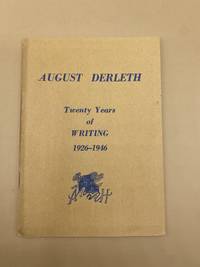 AUGUST DERLETH
Twenty Years
of
WRITING
1926-1946